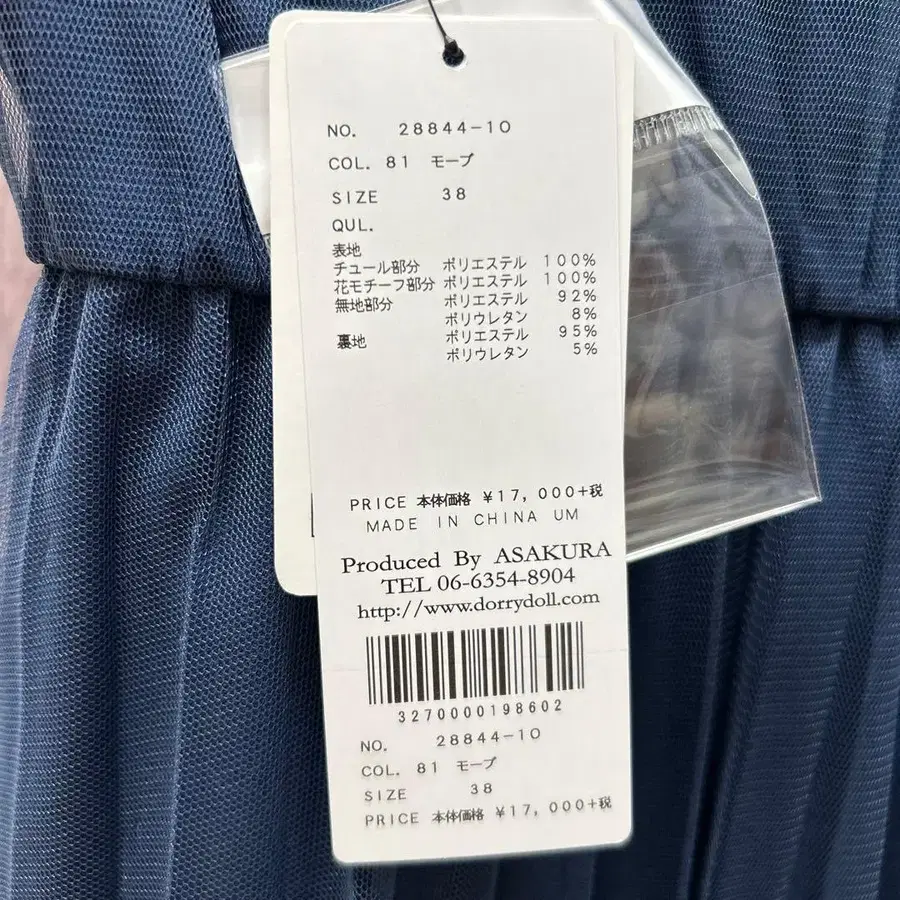 NO. 28844-10
COL. 81 モーブ
SIZE 38
QUL.
表地
チュール部分 ポリエステル 100%
花モチーフ部分 ポリエステル 100%
無地部分 ポリエステル 92%
ポリウレタン 8%
裏地 ポリエステル 95%
ポリウレタン 5%
PRICE 本体価格 ¥17,000+税
MADE IN CHINA UM
Produced By ASAKURA
TEL 06-6354-8904
http://www.dorrydoll.com
3270000198602
NO. 28844-10
COL. 81 モーブ
SIZE 38
PRICE 本体価格 ¥17,000+税